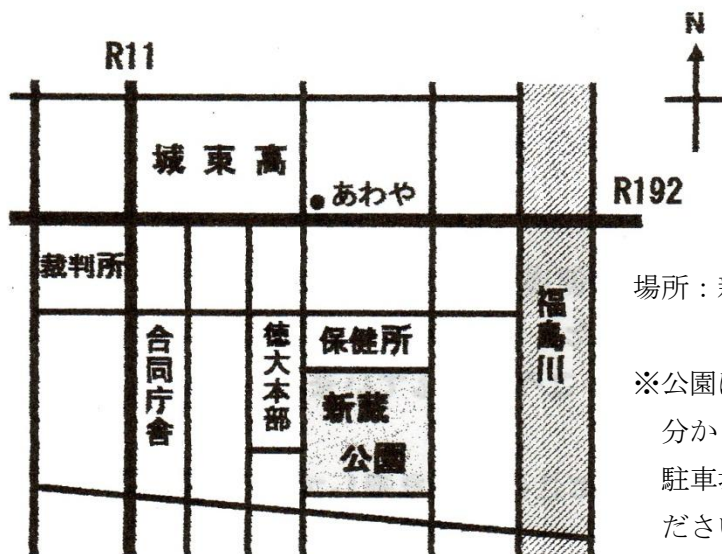 R11
N
城東高
あわや
R192
裁判所
合同庁舎
徳大本部
保健所
新蔵
公園
福島川
場所：
※公園
分か
駐車
ださい